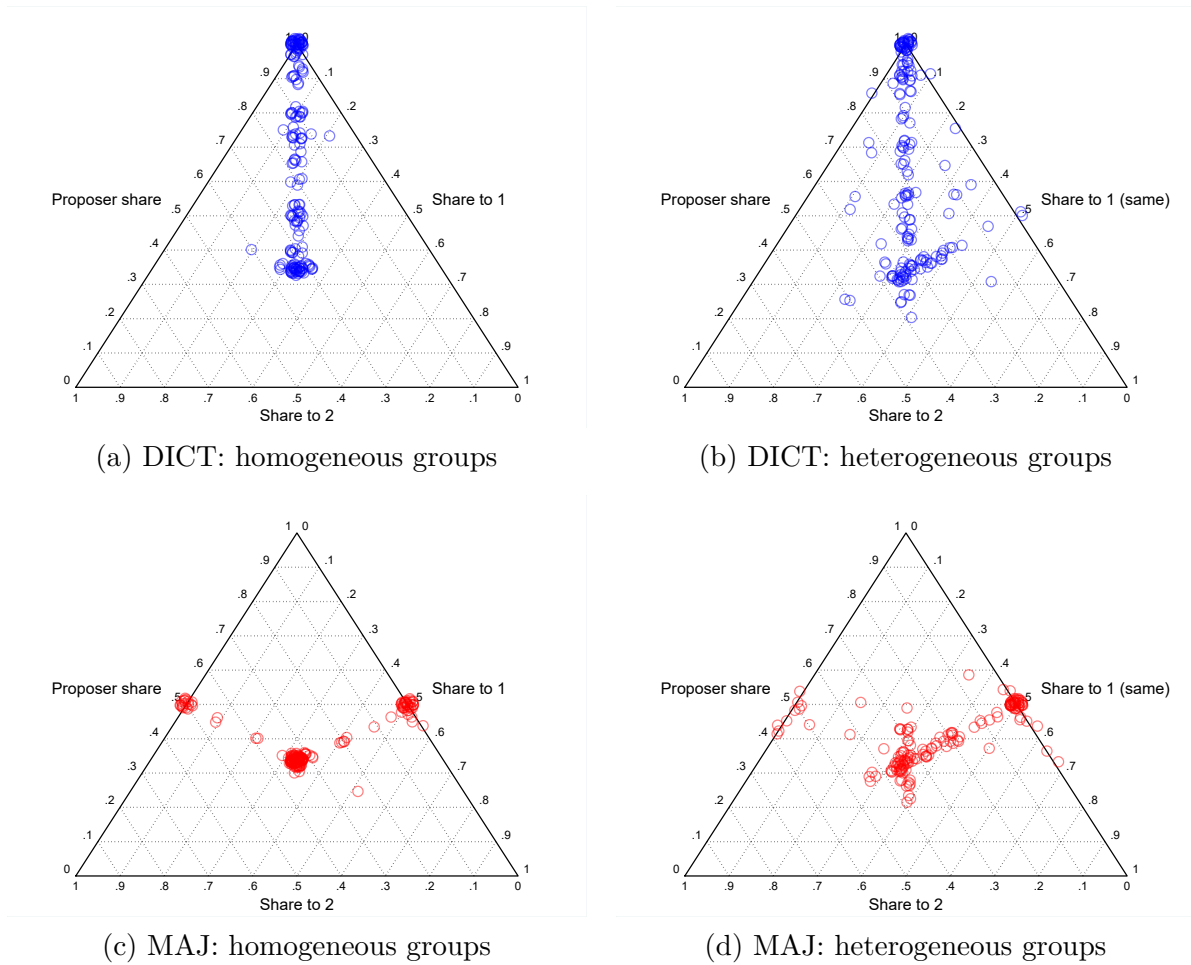 1 0
.9 .1
.8 .2
.7 .3
.6 .4
Proposer share .5 .5 Share to 1
.4 .6
.3 .7
.2 .8
.1 .9
0 1
1 .9 .8 .7 .6 .5 .4 .3 .2 .1 0
Share to 2
(a) DICT: homogeneous groups
1 0
.9 .1
.8 .2
.7 .3
.6 .4
Proposer share .5 .5 Share to 1 (same)
.4 .6
.3 .7
.2 .8
.1 .9
0 1
1 .9 .8 .7 .6 .5 .4 .3 .2 .1 0
Share to 2
(b) DICT: heterogeneous groups
1 0
.9 .1
.8 .2
.7 .3
.6 .4
Proposer share .5 .5 Share to 1
.4 .6
.3 .7
.2 .8
.1 .9
0 1
1 .9 .8 .7 .6 .5 .4 .3 .2 .1 0
Share to 2
(c) MAJ: homogeneous groups
1 0
.9 .1
.8 .2
.7 .3
.6 .4
Proposer share .5 .5 Share to 1 (same)
.4 .6
.3 .7
.2 .8
.1 .9
0 1
1 .9 .8 .7 .6 .5 .4 .3 .2 .1 0
Share to 2
(d) MAJ: heterogeneous groups